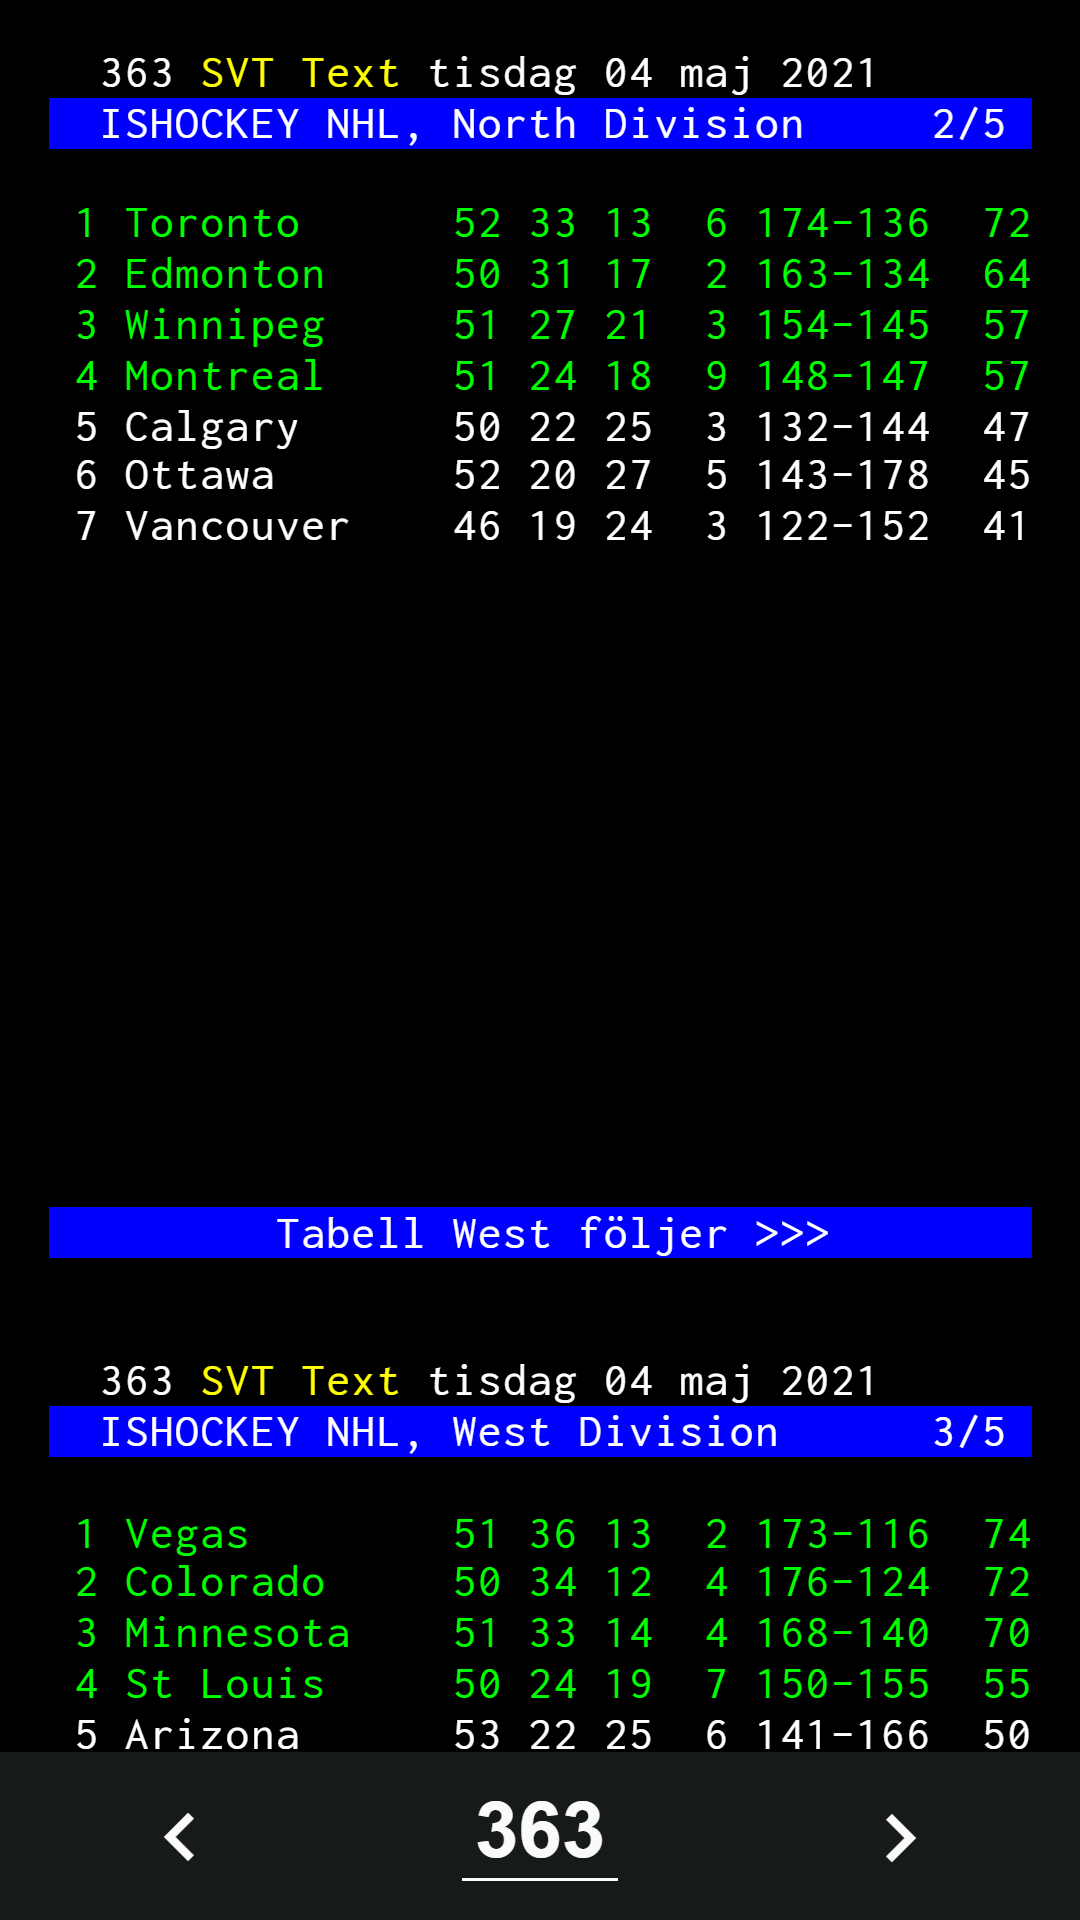 363 SVT Text tisdag 04 maj 2021
ISHOCKEY NHL, North Division 2/5
1 Toronto 52 33 13 6 174-136 72
2 Edmonton 50 31 17 2 163-134 64
3 Winnipeg 51 27 21 3 154-145 57
4 Montreal 51 24 18 9 148-147 57
5 Calgary 50 22 25 3 132-144 47
6 Ottawa 52 20 27 5 143-178 45
7 Vancouver 46 19 24 3 122-152 41
Tabell West följer >>>
363 SVT Text tisdag 04 maj 2021
ISHOCKEY NHL, West Division 3/5
1 Vegas 51 36 13 2 173-116 74
2 Colorado 50 34 12 4 176-124 72
3 Minnesota 51 33 14 4 168-140 70
4 St Louis 50 24 19 7 150-155 55
5 Arizona 53 22 25 6 141-166 50
363